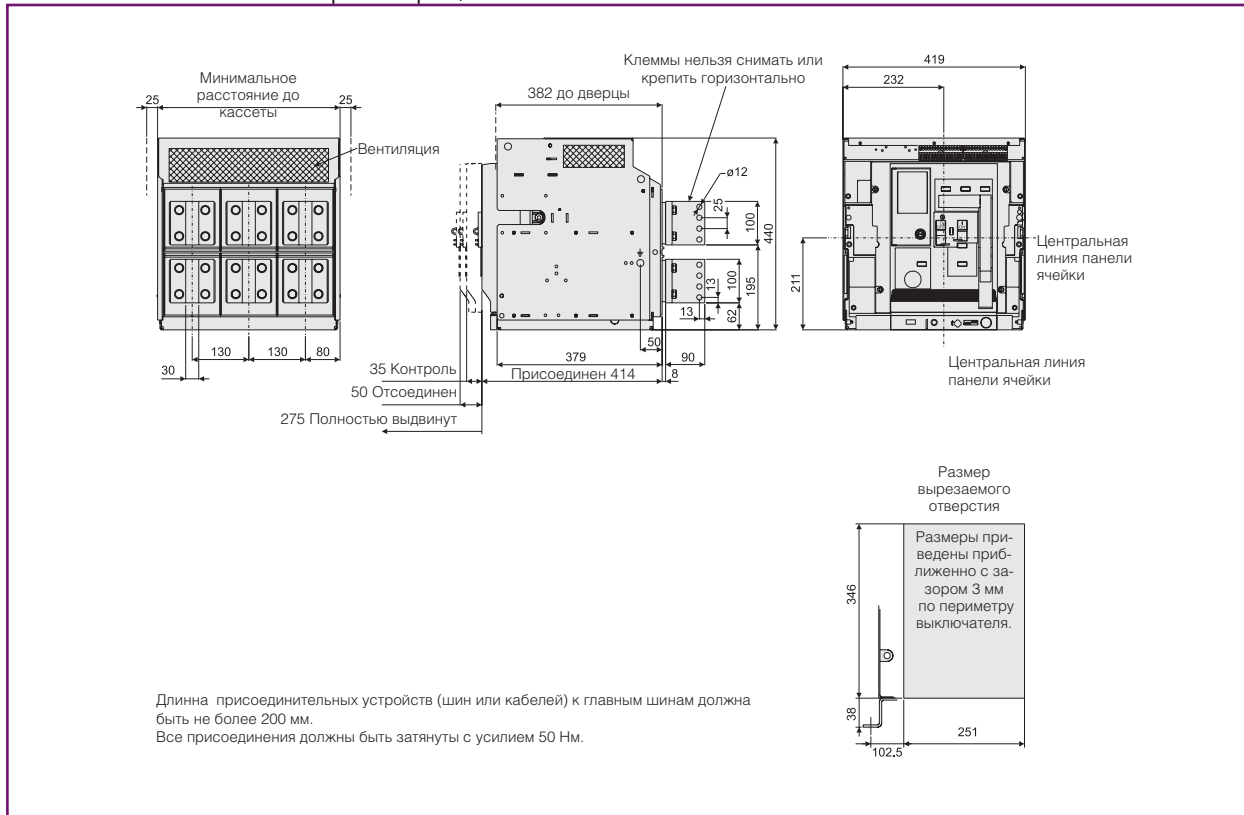 Минимальное
расстояние до
кассеты
25
25
Вентиляция
130
130
80
30
Клеммы нельзя снимать или
крепить горизонтально
382 до дверцы
ø12
25
100
440
195
100
13
13
62
50
379
90
35 Контроль
Присоединен 414
8
50 Отсоединен
275 Полностью выдвинут
419
232
211
Центральная
линия панели
ячейки
Центральная линия
панели ячейки
Размер
вырезаемого
отверстия
Размеры при-
ведены приб-
лиженно с за-
зором 3 мм
по периметру
выключателя.
346
38
102.5
251
Длинна присоединительных устройств (шин или кабелей) к главным шинам должна
быть не более 200 мм.
Все присоединения должны быть затянуты с усилием 50 Нм.